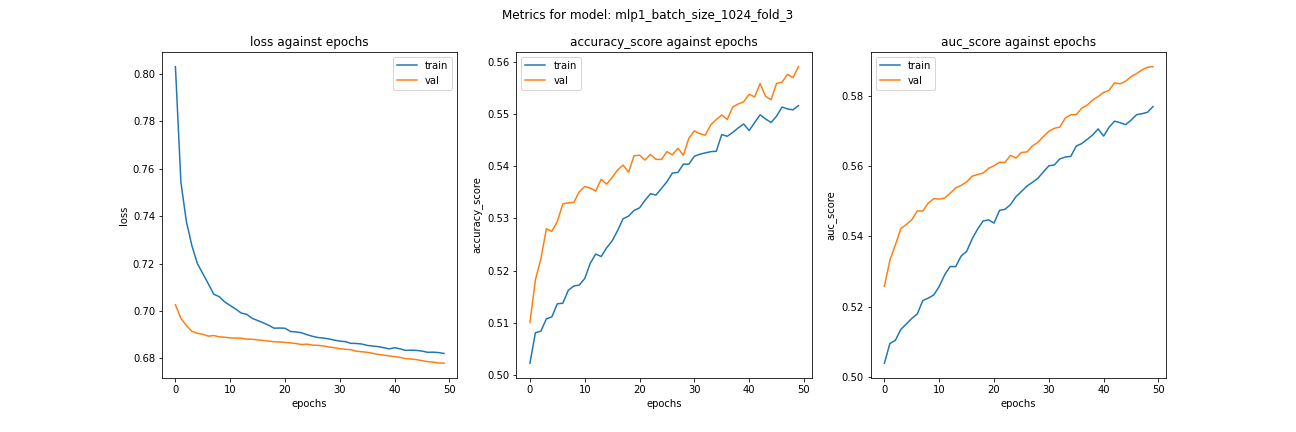 Metrics for model: mlp1_batch_size_1024_fold_3
loss against epochs
train
val
0.80
0.78
0.76
0.74
0.72
0.70
0.68
loss
0
10
20
30
40
50
epochs
accuracy_score against epochs
train
val
0.56
0.55
0.54
0.53
0.52
0.51
0.50
accuracy_score
0
10
20
30
40
50
epochs
auc_score against epochs
train
val
0.58
0.56
0.54
0.52
0.50
auc_score
0
10
20
30
40
50
epochs